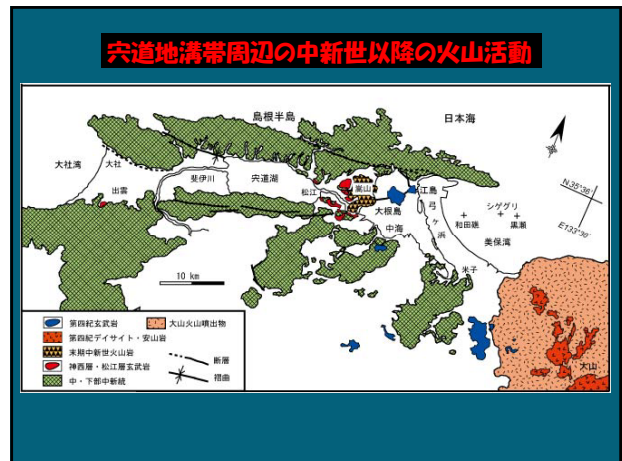 宍道地溝帯周辺の中新世以降の火山活動
島根半島
日本海
大社湾
大社
出雲
斐伊川
宍道湖
松江
嵩山
大根島
中海
江島
弓ヶ浜
和田礁
シゲグリ
黒瀬
美保湾
米子
大山
N35°36'
E133°30'
10 km
第四紀玄武岩
大山火山噴出物
第四紀デイサイト・安山岩
末期中新世火山岩
神西層・松江層玄武岩
中・下部中新統
断層
褶曲